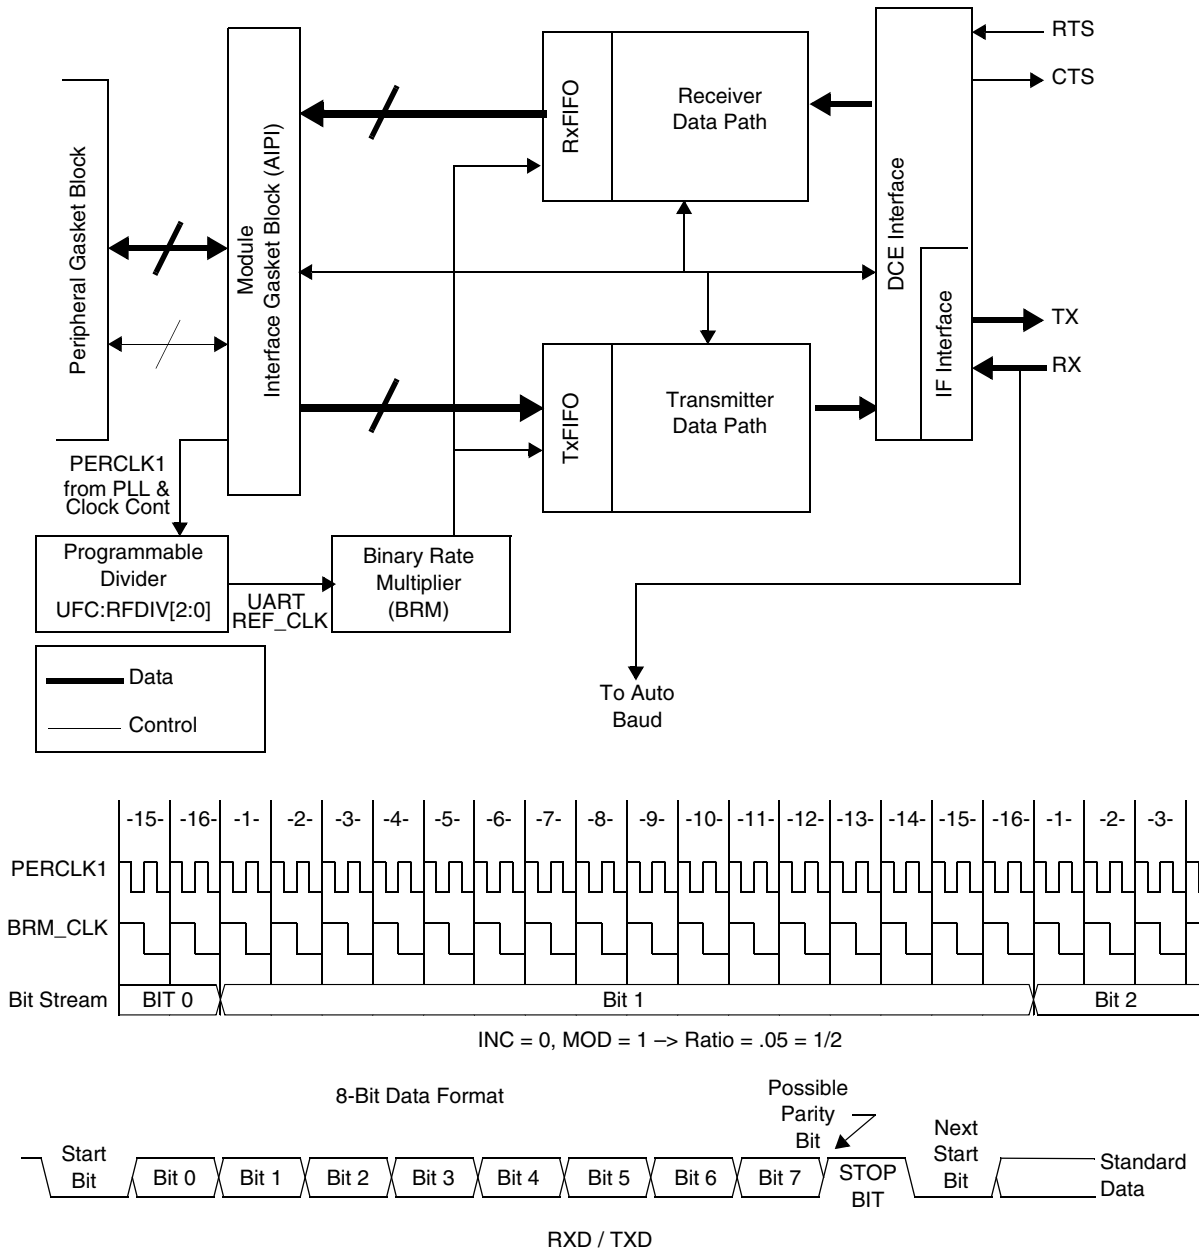 RTS
CTS
Peripheral Gasket Block
Module
Interface Gasket Block (AIPI)
RxFIFO
Receiver
Data Path
DCE Interface
IF Interface
TX
RX
TxFIFO
Transmitter
Data Path
PERCLK1
from PLL &
Clock Cont
Programmable
Divider
UFC:RFDIV[2:0]
UART
REF_CLK
Binary Rate
Multiplier
(BRM)
Data
Control
To Auto
Baud
-15- -16- -1- -2- -3- -4- -5- -6- -7- -8- -9- -10- -11- -12- -13- -14- -15- -16- -1- -2- -3-
PERCLK1
BRM_CLK
Bit Stream BIT 0 Bit 1 Bit 2
INC = 0, MOD = 1 –> Ratio = .05 = 1/2
8-Bit Data Format
Possible
Parity
Bit
Next
Start
Bit
Start
Bit
Bit 0 Bit 1 Bit 2 Bit 3 Bit 4 Bit 5 Bit 6 Bit 7
STOP
BIT
Standard
Data
RXD / TXD